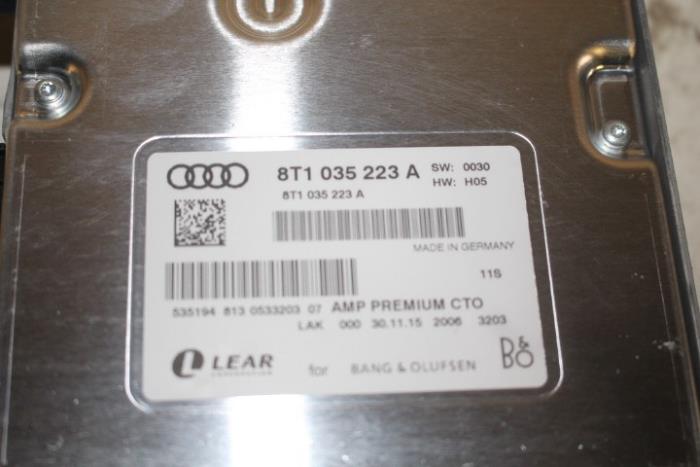 8T1 035 223 A SW: 0030
8T1 035 223 A HW: H05
MADE IN GERMANY
11S
535194 813 0533203 07 AMP PREMIUM CTO
LAK 000 30.11.15 2006 3203
LEAR for BANG & OLUFSEN B&O
CORPORATION